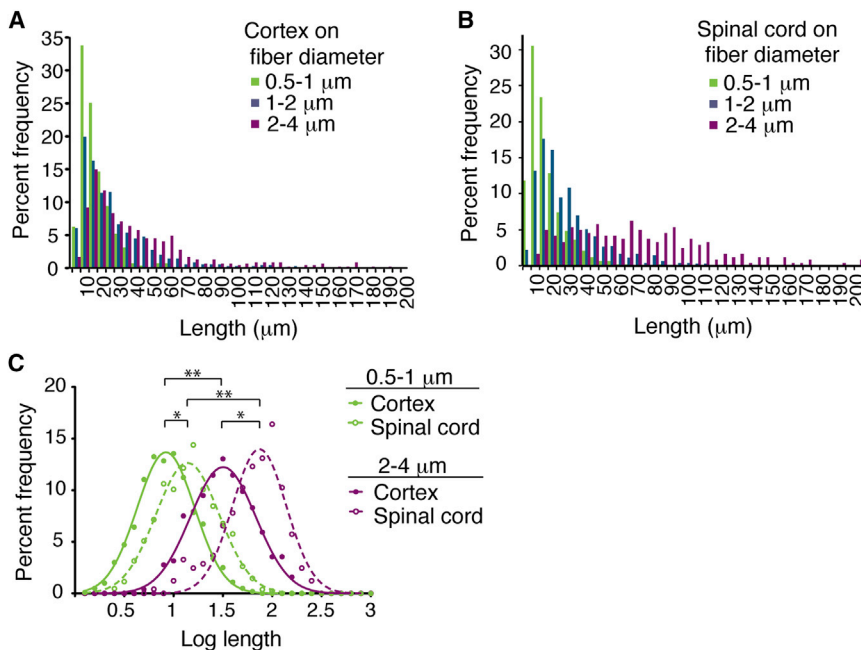 A
Cortex on
fiber diameter
0.5-1 µm
1-2 µm
2-4 µm
Percent frequency
35
30
25
20
15
10
5
0
10
20
30
40
50
60
70
80
90
100
110
120
130
140
150
160
170
180
190
200
Length (µm)
B
Spinal cord on
fiber diameter
0.5-1 µm
1-2 µm
2-4 µm
Percent frequency
30
25
20
15
10
5
0
10
20
30
40
50
60
70
80
90
100
110
120
130
140
150
160
170
180
190
200
Length (µm)
C
Percent frequency
20
15
10
5
0
**
**
*
*
0.5
1
1.5
2
2.5
3
Log length
0.5-1 µm
Cortex
Spinal cord
2-4 µm
Cortex
Spinal cord